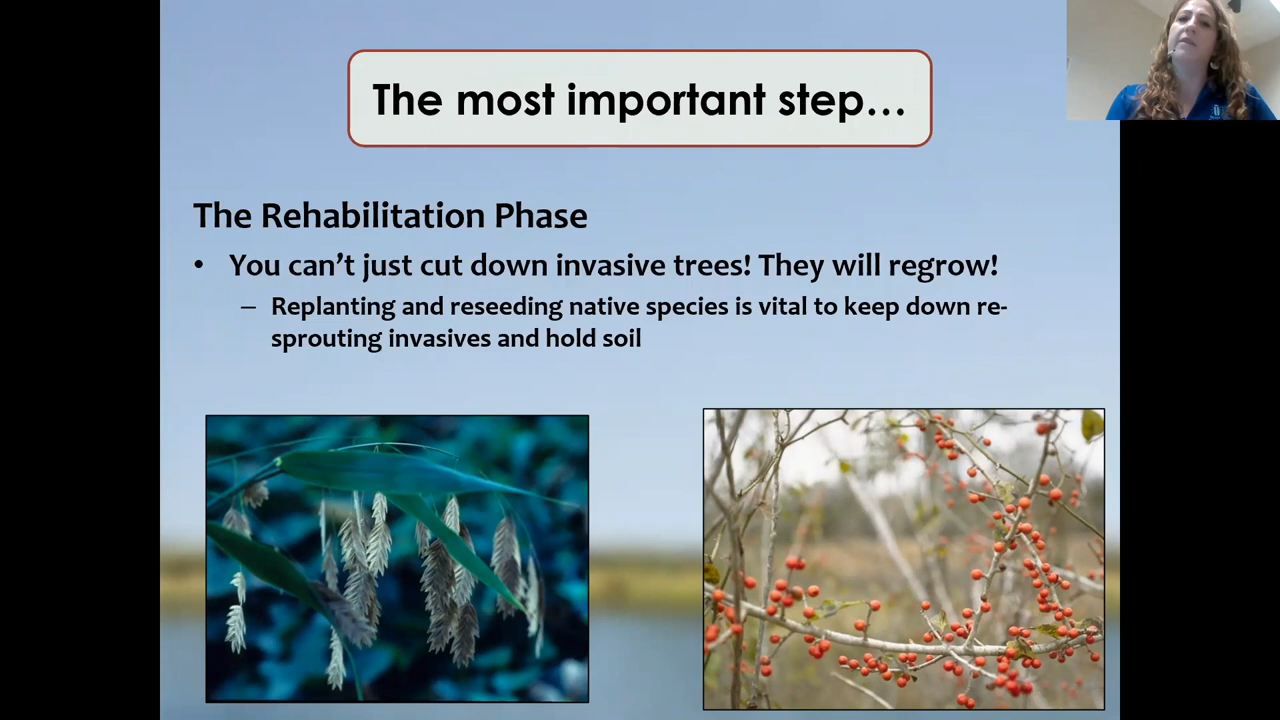 The most important step…
The Rehabilitation Phase
• You can’t just cut down invasive trees! They will regrow!
– Replanting and reseeding native species is vital to keep down re-
sprouting invasives and hold soil